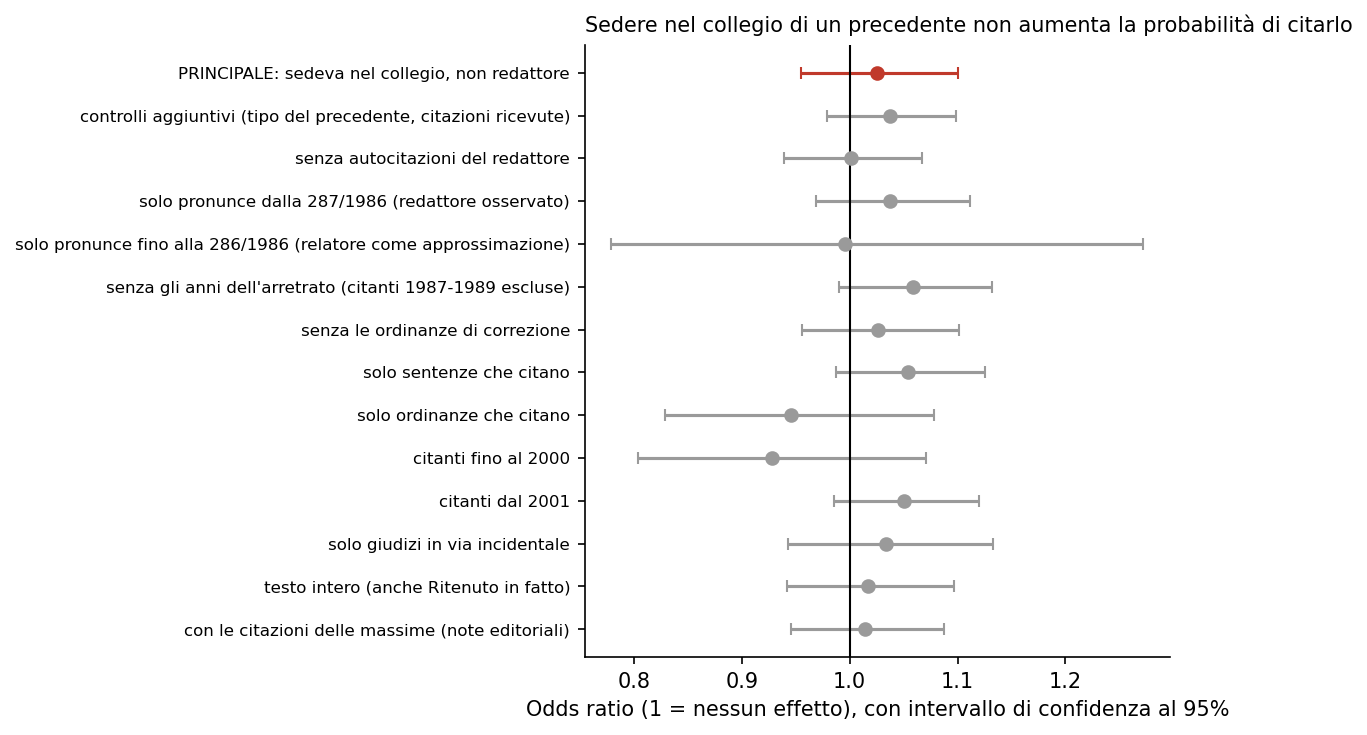 Sedere nel collegio di un precedente non aumenta la probabilità di citarlo
PRINCIPALE: sedeva nel collegio, non redattore
controlli aggiuntivi (tipo del precedente, citazioni ricevute)
senza autocitazioni del redattore
solo pronunce dalla 287/1986 (redattore osservato)
solo pronunce fino alla 286/1986 (relatore come approssimazione)
senza gli anni dell'arretrato (citanti 1987-1989 escluse)
senza le ordinanze di correzione
solo sentenze che citano
solo ordinanze che citano
citanti fino al 2000
citanti dal 2001
solo giudizi in via incidentale
testo intero (anche Ritenuto in fatto)
con le citazioni delle massime (note editoriali)
0.8 0.9 1.0 1.1 1.2
Odds ratio (1 = nessun effetto), con intervallo di confidenza al 95%